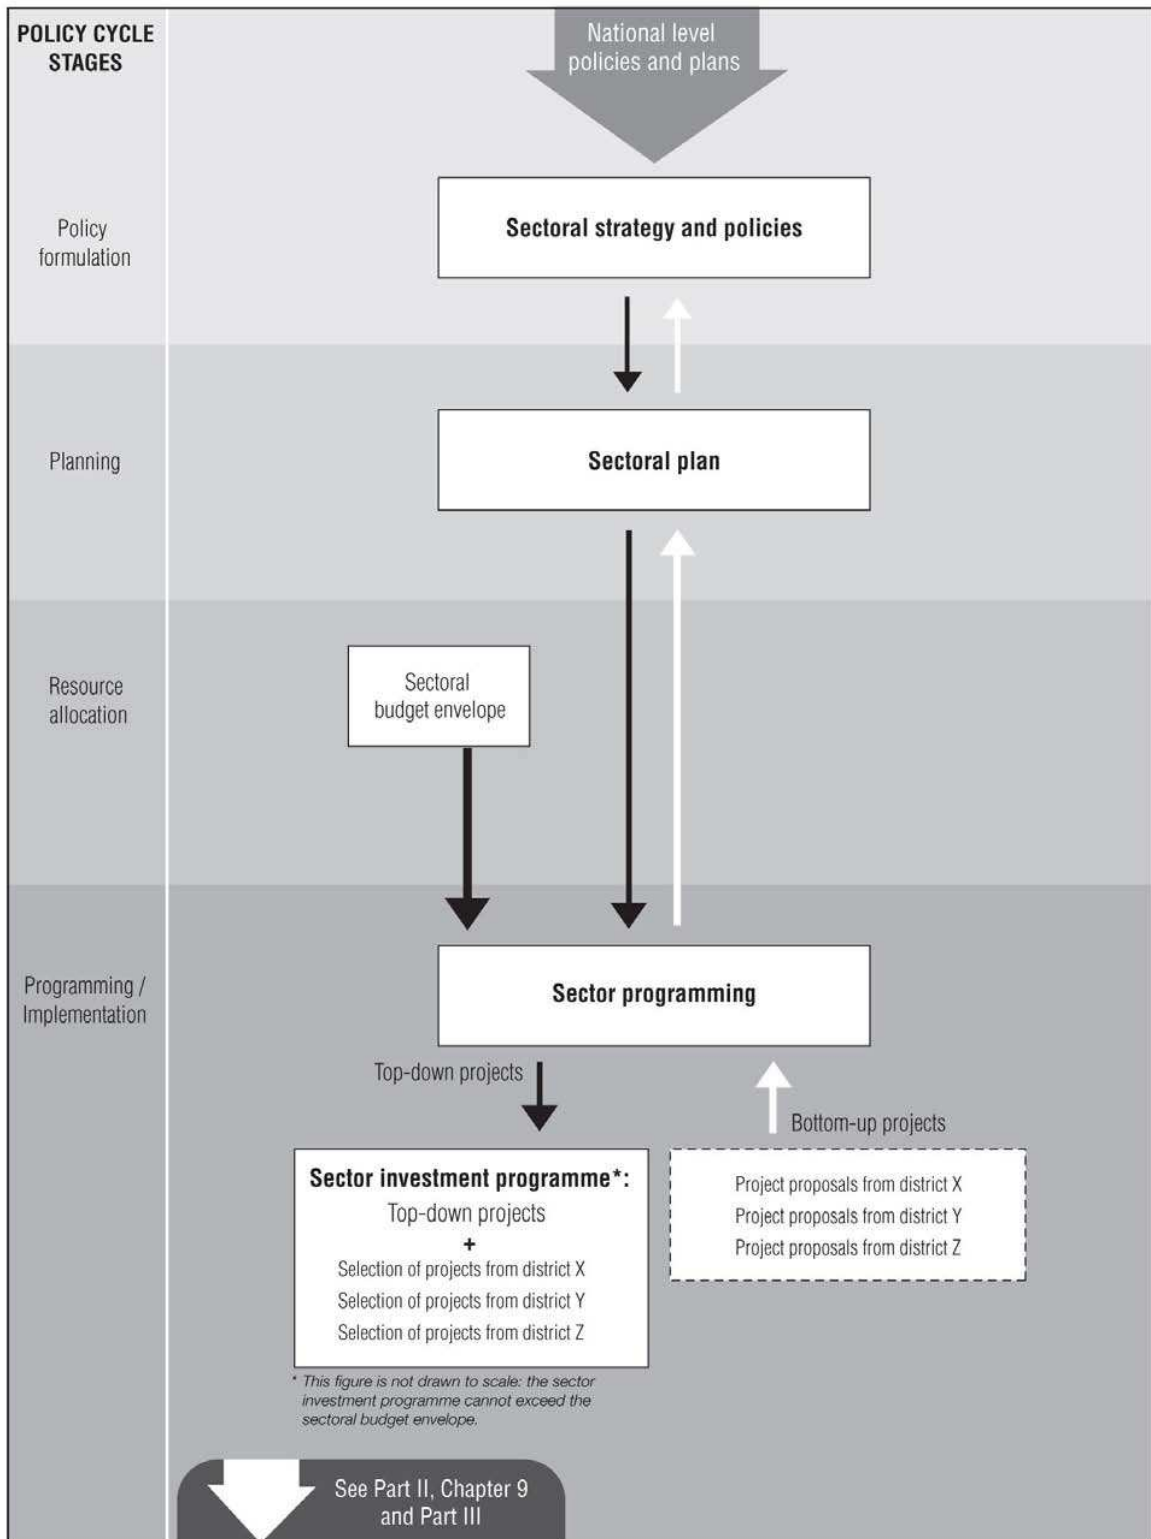 POLICY CYCLE
STAGES
National level
policies and plans
Policy
formulation
Sectoral strategy and policies
Planning
Sectoral plan
Resource
allocation
Sectoral
budget envelope
Programming /
Implementation
Sector programming
Top-down projects
Bottom-up projects
Sector investment programme*:
Top-down projects
+
Selection of projects from district X
Selection of projects from district Y
Selection of projects from district Z
Project proposals from district X
Project proposals from district Y
Project proposals from district Z
* This figure is not drawn to scale: the sector
investment programme cannot exceed the
sectoral budget envelope.
See Part II, Chapter 9
and Part III